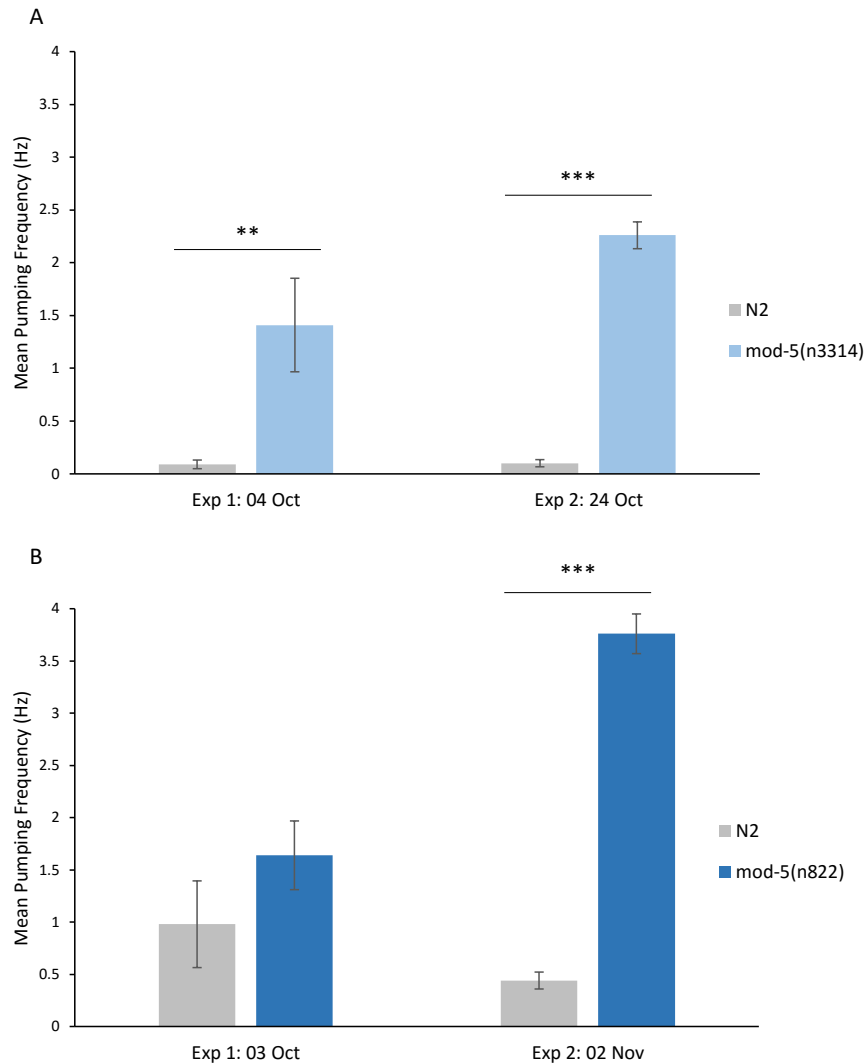 A
Mean Pumping Frequency (Hz)
4
3.5
3
2.5
2
1.5
1
0.5
0
**
***
N2
mod-5(n3314)
Exp 1: 04 Oct
Exp 2: 24 Oct
B
Mean Pumping Frequency (Hz)
4
3.5
3
2.5
2
1.5
1
0.5
0
***
N2
mod-5(n822)
Exp 1: 03 Oct
Exp 2: 02 Nov